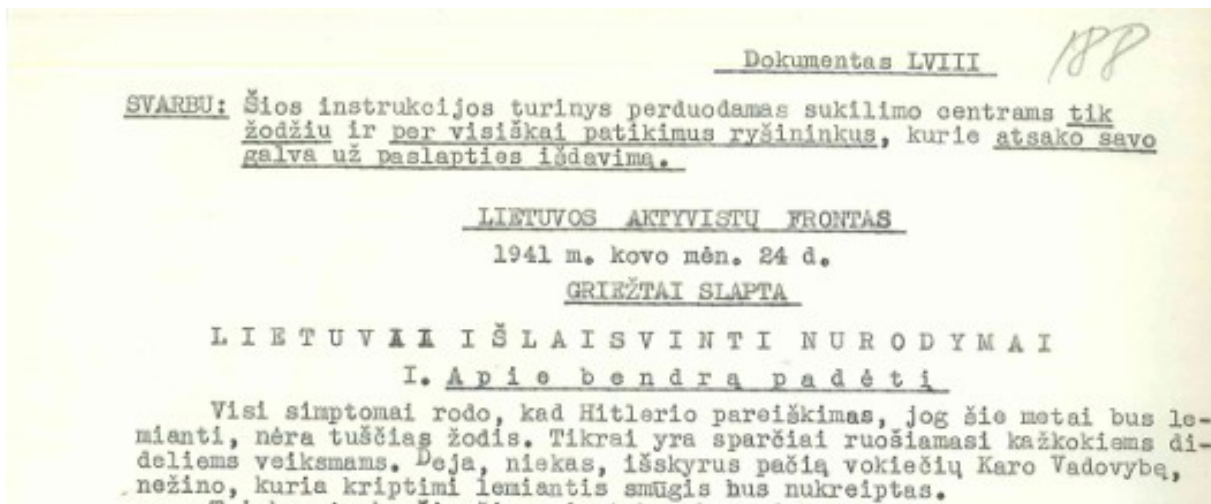 188
Dokumentas LVIII
SVARBU: Šios instrukcijos turinys perduodamas sukilimo centrams tik
žodžiu ir per visiškai patikimus ryšininkus, kurie atsako savo
galva už paslapties išdavimą.
LIETUVOS AKTYVISTŲ FRONTAS
1941 m. kovo mėn. 24 d.
GRIEŽTAI SLAPTA
LIETUVAI IŠLAISVINTI NURODYMAI
I. Apie bendrą padėtį
Visi simptomai rodo, kad Hitlerio pareiškimas, jog šie metai bus le-
miantį, nėra tuščias žodis. Tikrai yra sparčiai ruošiamasi kažkokiems di-
deliems veiksmams. Deja, niekas, išskyrus pačią vokiečių Karo Vadovybę,
nežino, kuria kriptimi lemiantis smūgis bus nukreiptas.